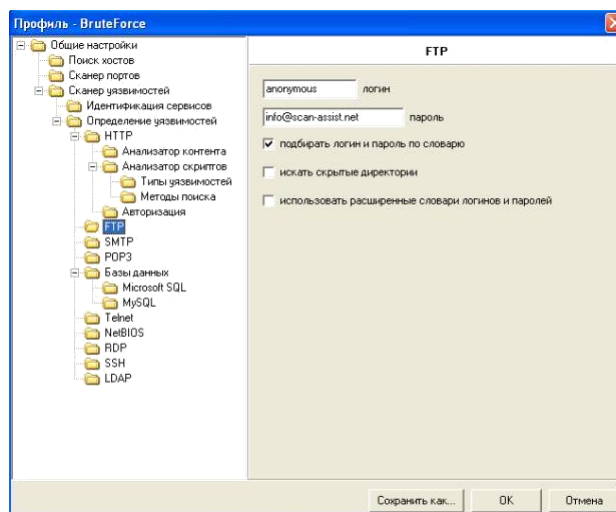 Профиль - BruteForce
Общие настройки
Поиск хостов
Сканер портов
Сканер уязвимостей
Идентификация сервисов
Определение уязвимостей
HTTP
Анализатор контента
Анализатор скриптов
Типы уязвимостей
Методы поиска
Авторизация
FTP
SMTP
POP3
Базы данных
Microsoft SQL
MySQL
Telnet
NetBIOS
RDP
SSH
LDAP
FTP
anonymous логин
info@scan-assist.net пароль
подбирать логин и пароль по словарю
искать скрытые директории
использовать расширенные словари логинов и паролей
Сохранить как... OK Отмена